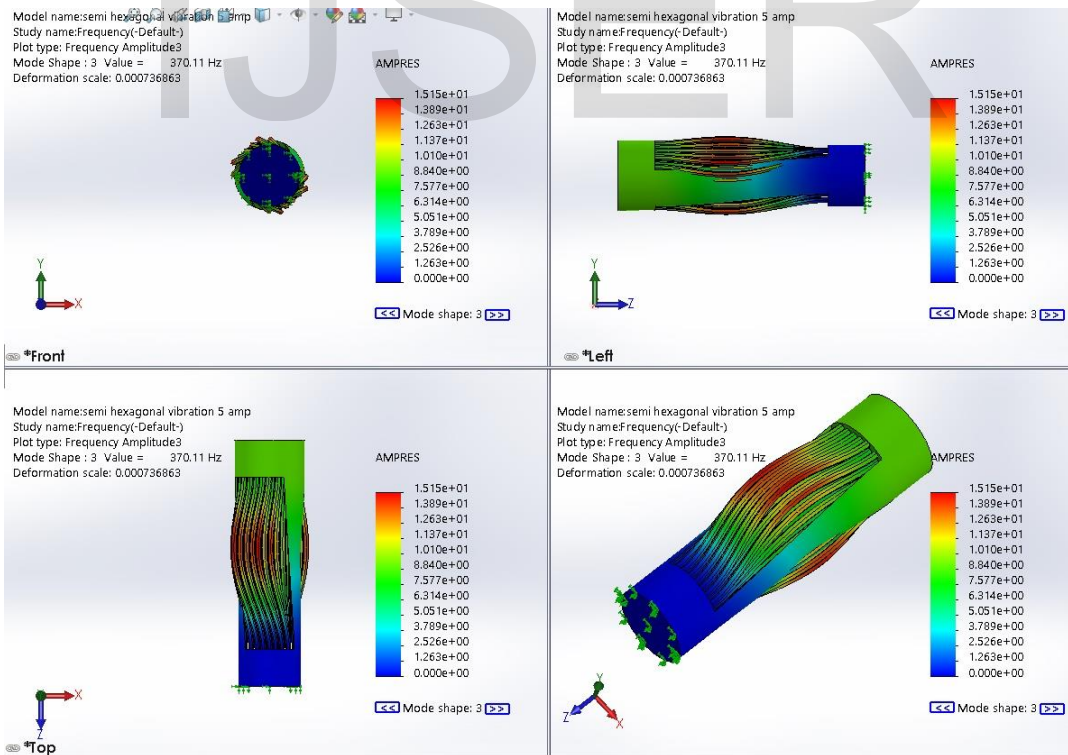 IJSER
Model name:semi hexagonal vibration 5 amp
Study name:Frequency(-Default-)
Plot type: Frequency Amplitude3
Mode Shape : 3 Value = 370.11 Hz
Deformation scale: 0.000736863
AMPRES
1.515e+01
1.389e+01
1.263e+01
1.137e+01
1.010e+01
8.840e+00
7.577e+00
6.314e+00
5.051e+00
3.789e+00
2.526e+00
1.263e+00
0.000e+00
Y
X
<< Mode shape: 3 >>
*Front
Model name:semi hexagonal vibration 5 amp
Study name:Frequency(-Default-)
Plot type: Frequency Amplitude3
Mode Shape : 3 Value = 370.11 Hz
Deformation scale: 0.000736863
AMPRES
1.515e+01
1.389e+01
1.263e+01
1.137e+01
1.010e+01
8.840e+00
7.577e+00
6.314e+00
5.051e+00
3.789e+00
2.526e+00
1.263e+00
0.000e+00
Y
Z
<< Mode shape: 3 >>
*Left
Model name:semi hexagonal vibration 5 amp
Study name:Frequency(-Default-)
Plot type: Frequency Amplitude3
Mode Shape : 3 Value = 370.11 Hz
Deformation scale: 0.000736863
AMPRES
1.515e+01
1.389e+01
1.263e+01
1.137e+01
1.010e+01
8.840e+00
7.577e+00
6.314e+00
5.051e+00
3.789e+00
2.526e+00
1.263e+00
0.000e+00
X
Z
<< Mode shape: 3 >>
*Top
Model name:semi hexagonal vibration 5 amp
Study name:Frequency(-Default-)
Plot type: Frequency Amplitude3
Mode Shape : 3 Value = 370.11 Hz
Deformation scale: 0.000736863
AMPRES
1.515e+01
1.389e+01
1.263e+01
1.137e+01
1.010e+01
8.840e+00
7.577e+00
6.314e+00
5.051e+00
3.789e+00
2.526e+00
1.263e+00
0.000e+00
Y
Z
X
<< Mode shape: 3 >>